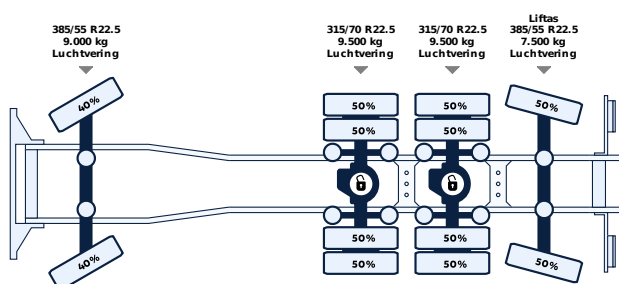 385/55 R22.5
9.000 kg
Luchtvering
315/70 R22.5
9.500 kg
Luchtvering
315/70 R22.5
9.500 kg
Luchtvering
Liftas
385/55 R22.5
7.500 kg
Luchtvering
40%
50%
50%
50%
50%
50%
40%
50%
50%
50%
50%
50%